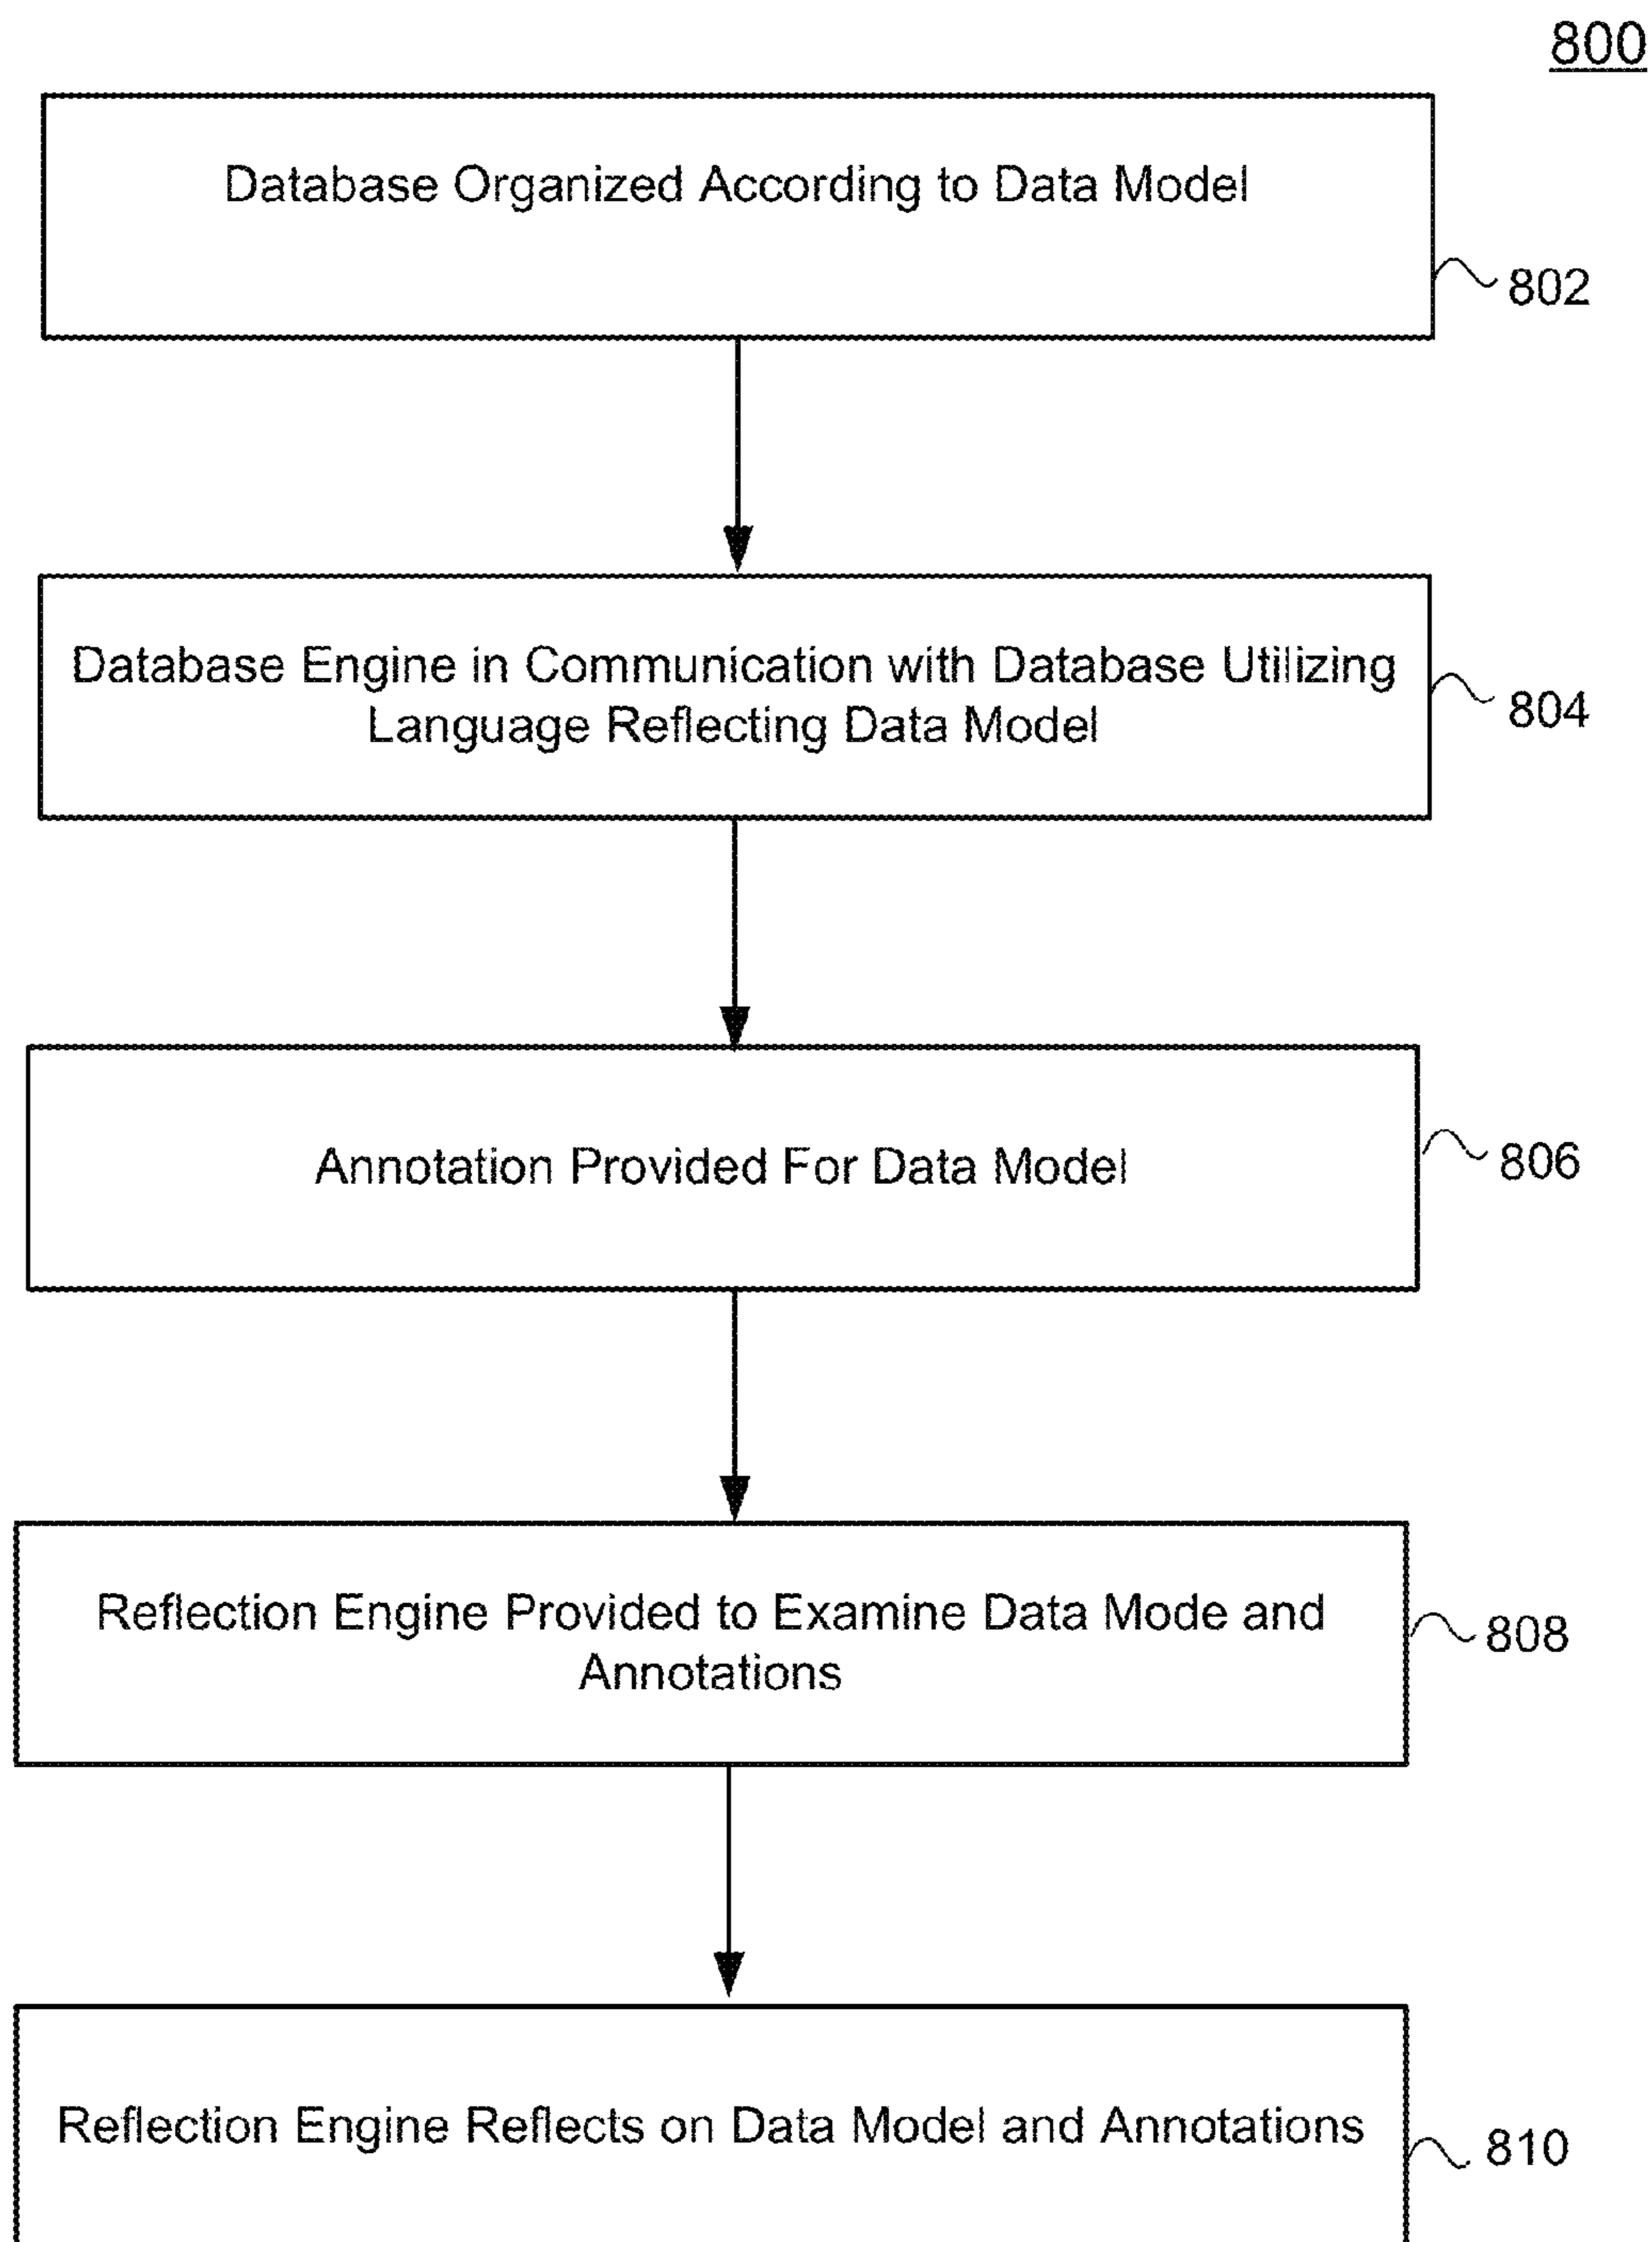 800
Database Organized According to Data Model
802
Database Engine in Communication with Database Utilizing
Language Reflecting Data Model
804
Annotation Provided For Data Model
806
Reflection Engine Provided to Examine Data Mode and
Annotations
808
Reflection Engine Reflects on Data Model and Annotations
810